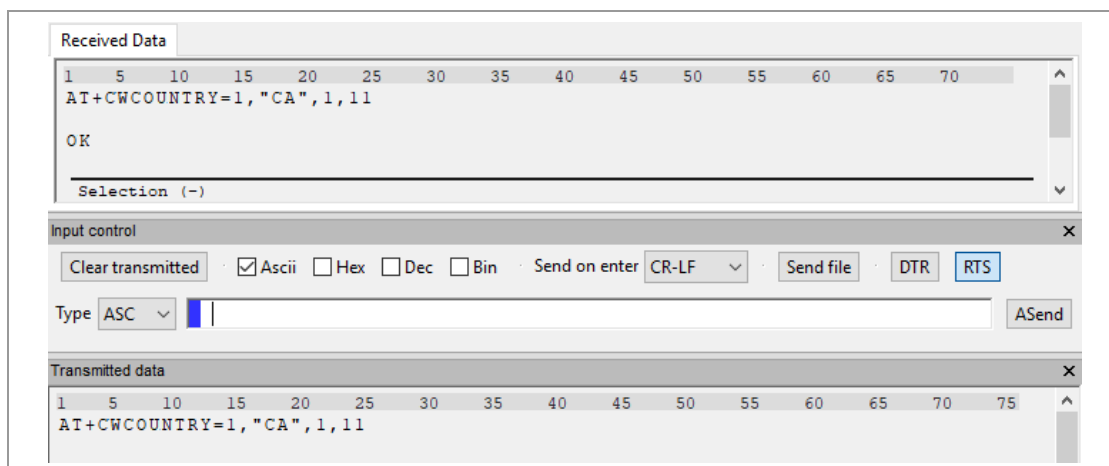 Received Data
1 5 10 15 20 25 30 35 40 45 50 55 60 65 70
AT+CWCOUNTRY=1,"CA",1,11
OK
Selection (-)
Input control
Clear transmitted Ascii Hex Dec Bin Send on enter CR-LF Send file DTR RTS
Type ASC ASend
Transmitted data
1 5 10 15 20 25 30 35 40 45 50 55 60 65 70 75
AT+CWCOUNTRY=1,"CA",1,11